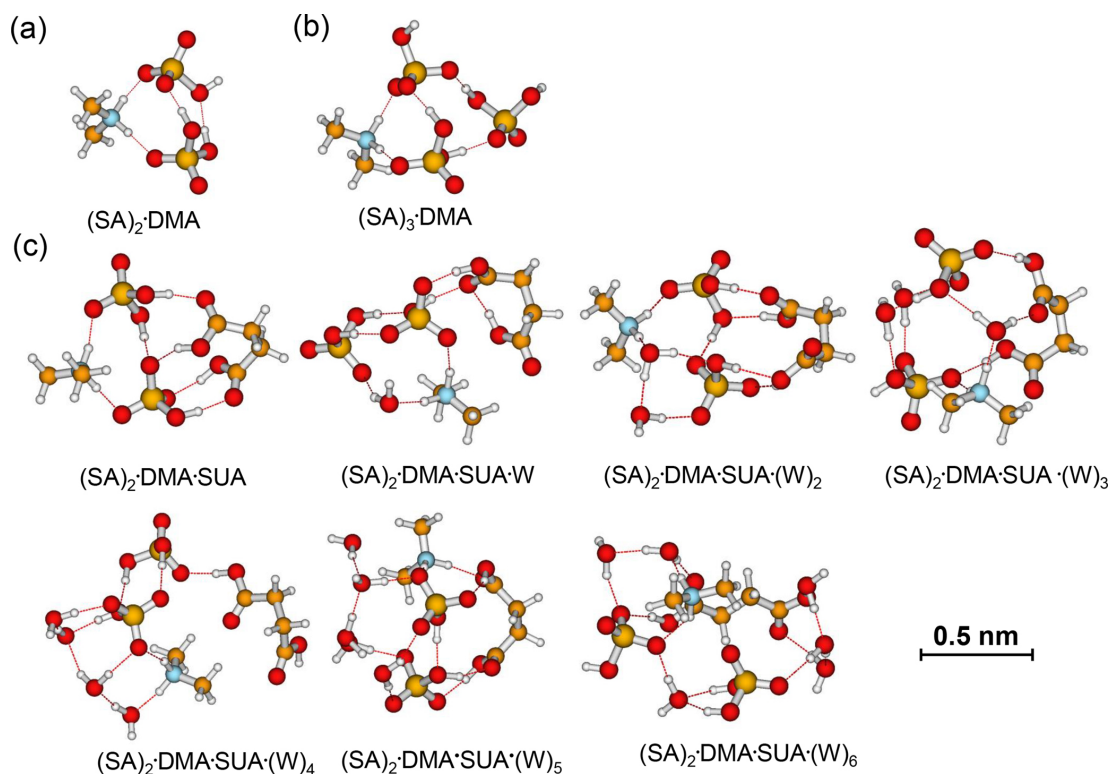 (a)
(b)
(SA)₂·DMA
(SA)₃·DMA
(c)
(SA)₂·DMA·SUA
(SA)₂·DMA·SUA·W
(SA)₂·DMA·SUA·(W)₂
(SA)₂·DMA·SUA ·(W)₃
0.5 nm
(SA)₂·DMA·SUA·(W)₄
(SA)₂·DMA·SUA·(W)₅
(SA)₂·DMA·SUA·(W)₆